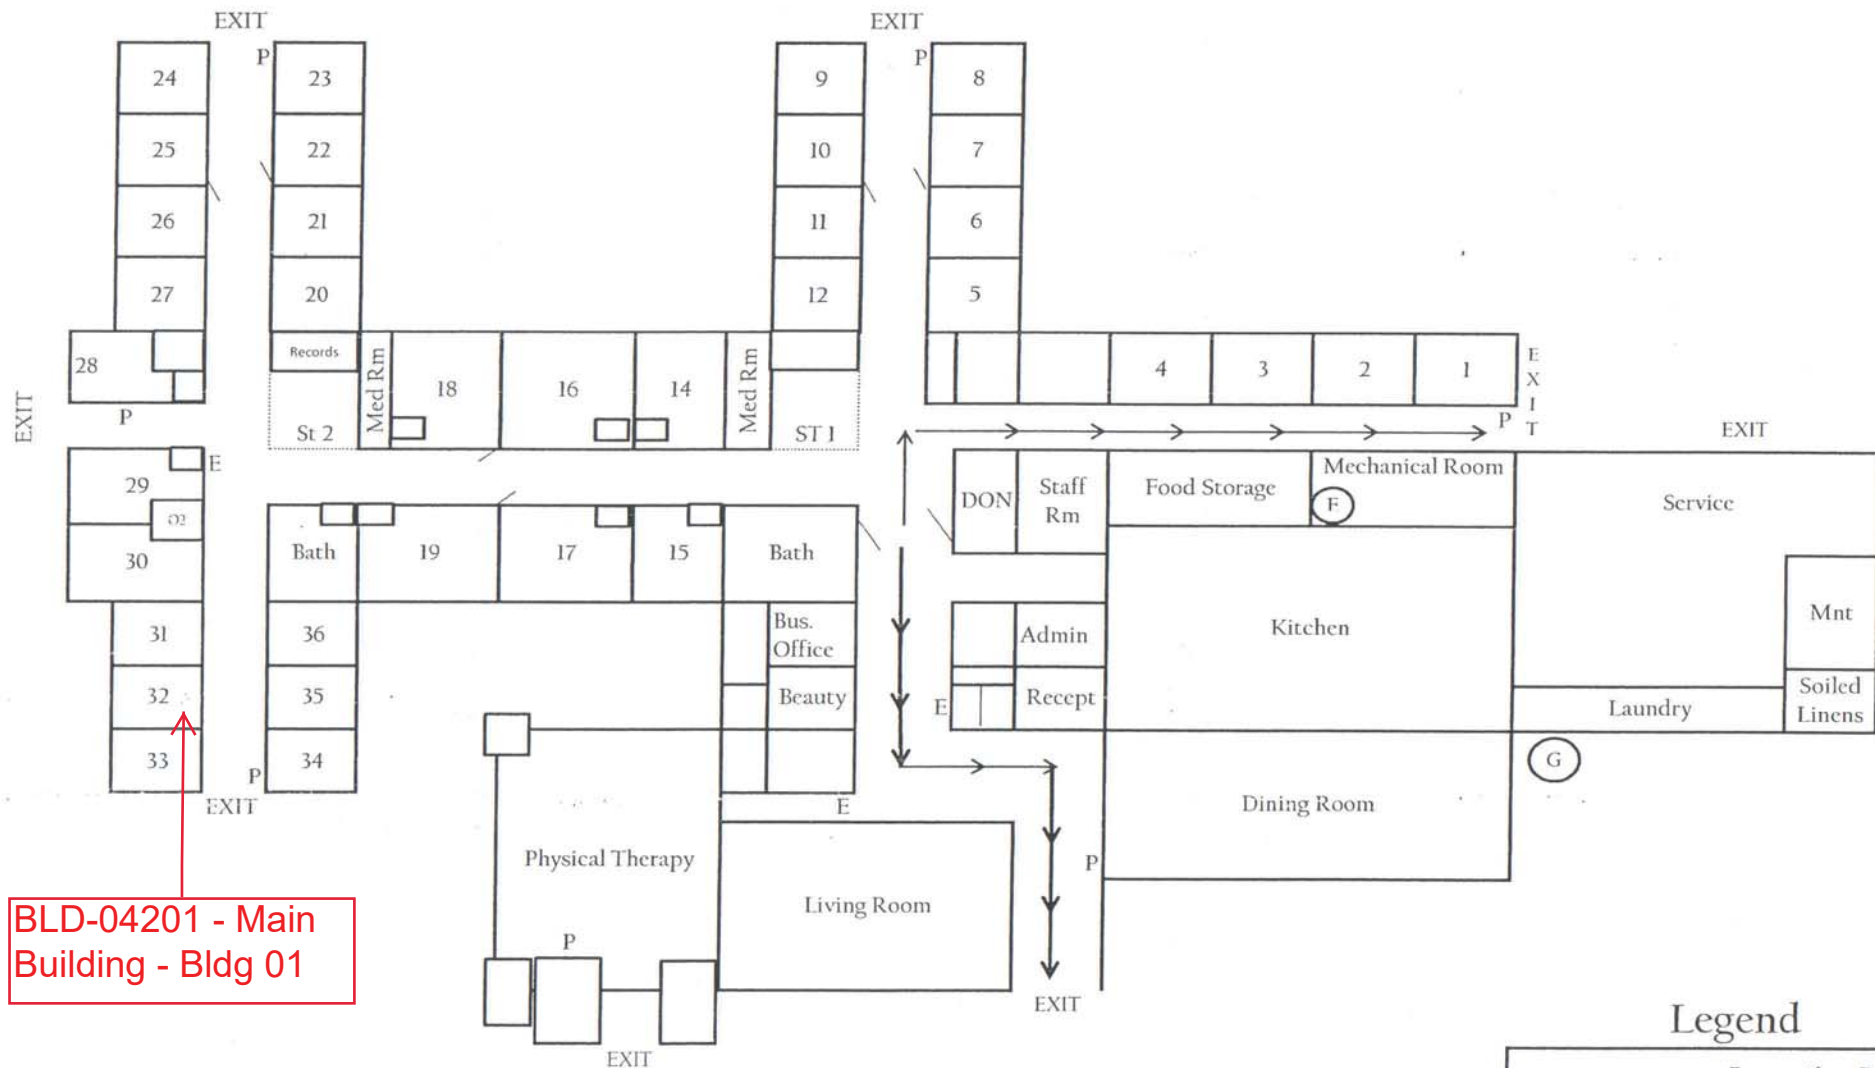 EXIT
EXIT
24
P
23
9
P
8
25
22
10
7
26
21
11
6
27
20
12
5
28
Records
Med Rm
18
16
14
Med Rm
4
3
2
1
EXIT
EXIT
P
St 2
ST 1
P
EXIT
29
E
O2
30
Bath
19
17
15
Bath
DON
Staff
Rm
Food Storage
Mechanical Room
F
Service
31
36
Bus.
Office
Admin
Kitchen
Mnt
32
35
Beauty
E
Recept
Laundry
Soiled
Linens
33
P
34
G
EXIT
E
Dining Room
Physical Therapy
P
Living Room
BLD-04201 - Main
Building - Bldg 01
P
EXIT
EXIT
Legend